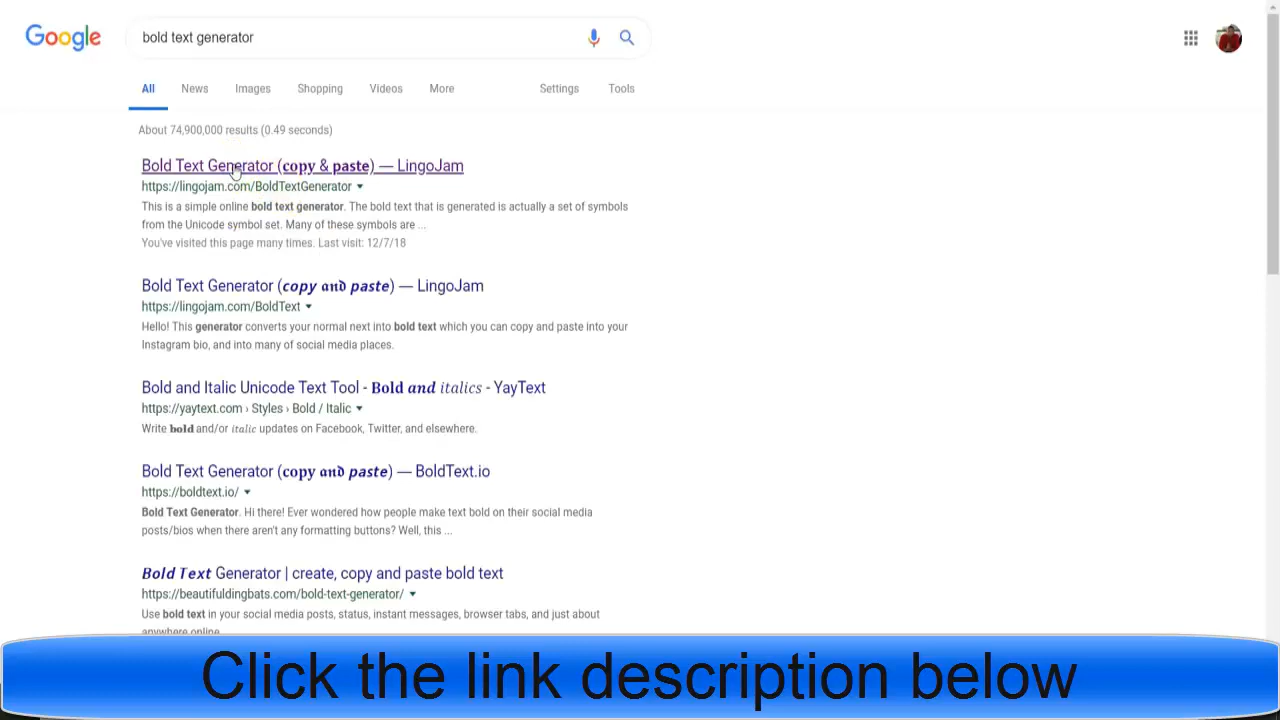 Google
bold text generator
All News Images Shopping Videos More Settings Tools
About 74,900,000 results (0.49 seconds)
Bold Text Generator (𝐜𝐨𝐩𝐲 & 𝐩𝐚𝐬𝐭𝐞) — LingoJam
https://lingojam.com/BoldTextGenerator
This is a simple online bold text generator. The bold text that is generated is actually a set of symbols
from the Unicode symbol set. Many of these symbols are ...
You've visited this page many times. Last visit: 12/7/18
Bold Text Generator (𝒄𝒐𝒑𝒚 𝖆𝖓𝖉 𝙥𝙖𝙨𝙩𝙚) — LingoJam
https://lingojam.com/BoldText
Hello! This generator converts your normal next into bold text which you can copy and paste into your
Instagram bio, and into many of social media places.
Bold and Italic Unicode Text Tool - 𝐁𝐨𝐥𝐝 𝒂𝒏𝒅 𝑖𝑡𝑎𝑙𝑖𝑐𝑠 - YayText
https://yaytext.com › Styles › Bold / Italic
Write 𝐛𝐨𝐥𝐝 and/or 𝑖𝑡𝑎𝑙𝑖𝑐 updates on Facebook, Twitter, and elsewhere.
Bold Text Generator (𝐜𝐨𝐩𝐲 𝖆𝖓𝖉 𝙥𝙖𝙨𝙩𝙚) — BoldText.io
https://boldtext.io/
Bold Text Generator. Hi there! Ever wondered how people make text bold on their social media
posts/bios when there aren't any formatting buttons? Well, this ...
𝘽𝙤𝙡𝙙 𝙏𝙚𝙭𝙩 Generator | create, copy and paste bold text
https://beautifuldingbats.com/bold-text-generator/
Use bold text in your social media posts, status, instant messages, browser tabs, and just about
anywhere online.
Click the link description below